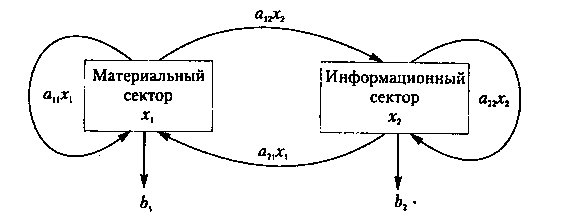 a₁₂x₂
Материальный
сектор
x₁
Информационный
сектор
x₂
a₁₁x₁
a₂₂x₂
a₂₁x₁
b₁
b₂